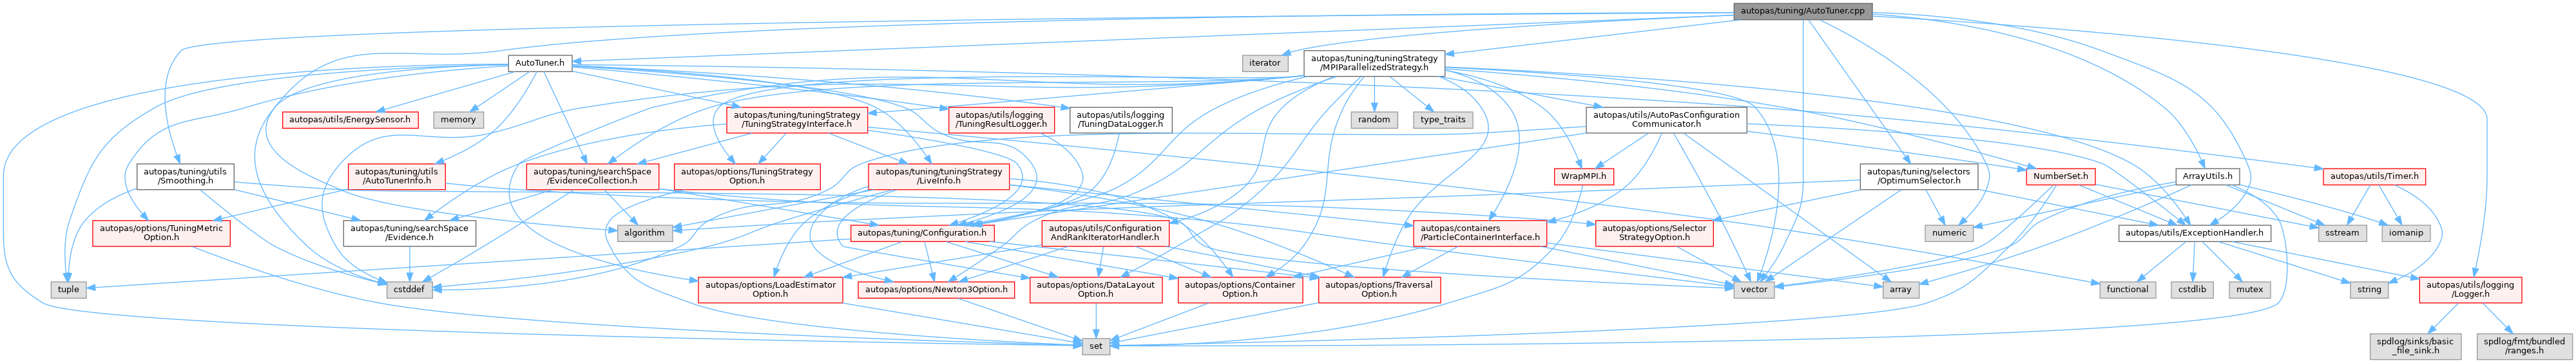 autopas/tuning/AutoTuner.cpp
AutoTuner.h
iterator
autopas/tuning/tuningStrategy
/MPIParallelizedStrategy.h
autopas/utils/EnergySensor.h
memory
autopas/tuning/tuningStrategy
/TuningStrategyInterface.h
autopas/utils/logging
/TuningResultLogger.h
autopas/utils/logging
/TuningDataLogger.h
random
type_traits
autopas/utils/AutoPasConfiguration
Communicator.h
autopas/tuning/utils
/Smoothing.h
autopas/tuning/utils
/AutoTunerInfo.h
autopas/tuning/searchSpace
/EvidenceCollection.h
autopas/options/TuningStrategy
Option.h
autopas/tuning/tuningStrategy
/LiveInfo.h
WrapMPI.h
autopas/tuning/selectors
/OptimumSelector.h
NumberSet.h
ArrayUtils.h
autopas/utils/Timer.h
autopas/options/TuningMetric
Option.h
autopas/tuning/searchSpace
/Evidence.h
algorithm
autopas/tuning/Configuration.h
autopas/utils/Configuration
AndRankIteratorHandler.h
autopas/containers
/ParticleContainerInterface.h
autopas/options/Selector
StrategyOption.h
numeric
autopas/utils/ExceptionHandler.h
sstream
iomanip
tuple
cstddef
autopas/options/LoadEstimator
Option.h
autopas/options/Newton3Option.h
autopas/options/DataLayout
Option.h
autopas/options/Container
Option.h
autopas/options/Traversal
Option.h
vector
array
functional
cstdlib
mutex
string
autopas/utils/logging
/Logger.h
set
spdlog/sinks/basic
_file_sink.h
spdlog/fmt/bundled
/ranges.h